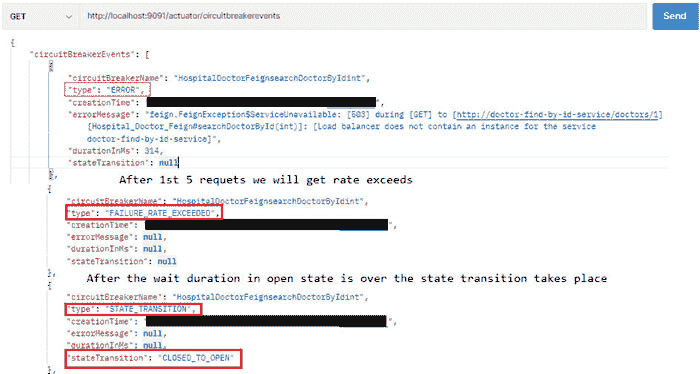 GET http://localhost:9091/actuator/circuitbreakerevents Send
{
"circuitBreakerEvents": [
{
"circuitBreakerName": "HospitalDoctorFeignsearchDoctorByIdint",
"type": "ERROR",
"creationTime":
"errorMessage": "feign.FeignException$ServiceUnavailable: [503] during [GET] to [http://doctor-find-by-id-service/doctors/1]
[Hospital_Doctor_Feign#searchDoctorById(int)]: [Load balancer does not contain an instance for the service
doctor-find-by-id-service]",
"durationInMs": 314,
"stateTransition": null
},
After 1st 5 requets we will get rate exceeds
{
"circuitBreakerName": "HospitalDoctorFeignsearchDoctorByIdint",
"type": "FAILURE_RATE_EXCEEDED",
"creationTime":
"errorMessage": null,
"durationInMs": null,
"stateTransition": null
},
After the wait duration in open state is over the state transition takes place
{
"circuitBreakerName": "HospitalDoctorFeignsearchDoctorByIdint",
"type": "STATE_TRANSITION",
"creationTime":
"errorMessage": null,
"durationInMs": null,
"stateTransition": "CLOSED_TO_OPEN"
},